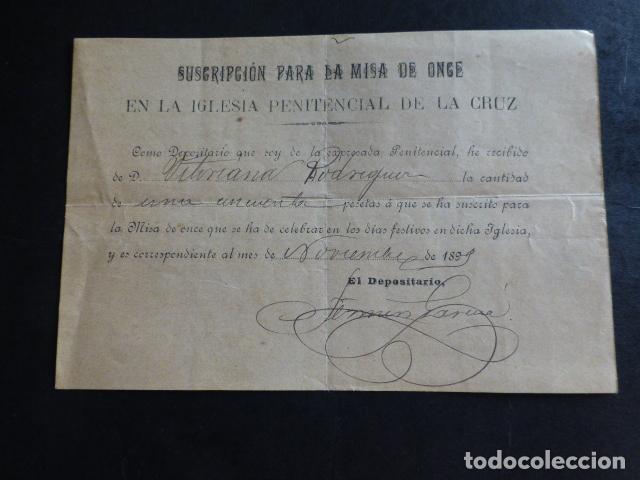 SUSCRIPCIÓN PARA LA MISA DE ONCE
EN LA IGLESIA PENITENCIAL DE LA CRUZ
Como Depositario que soy de la expresada Penitencial, he recibido
de D. Vitoriana Rodriguez la cantidad
de una cincuenta pesetas á que se ha suscrito para
la Misa de once que se ha de celebrar en los días festivos en dicha Iglesia,
y es correspondiente al mes de Noviembre de 189
El Depositario,
Garcia
todocoleccion.net